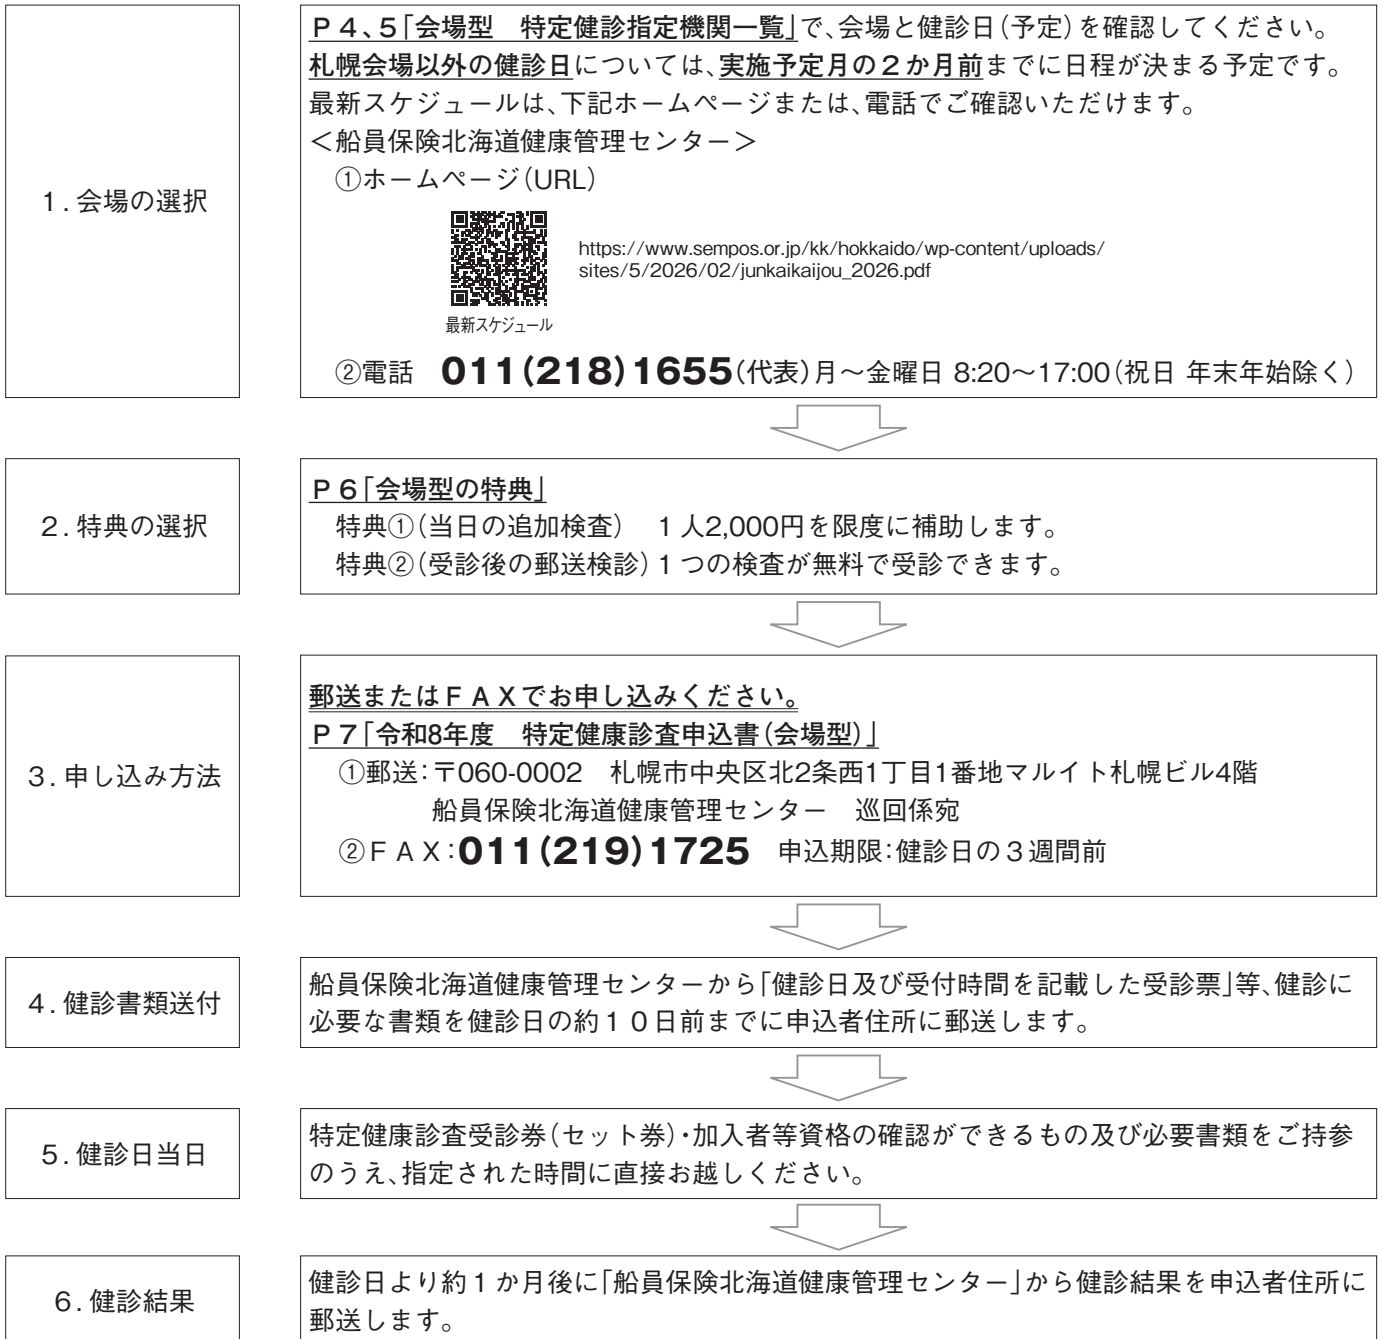 1.会場の選択
P4、5「会場型　特定健診指定機関一覧」で、会場と健診日(予定)を確認してください。
札幌会場以外の健診日については、実施予定月の2か月前までに日程が決まる予定です。
最新スケジュールは、下記ホームページまたは、電話でご確認いただけます。
＜船員保険北海道健康管理センター＞
①ホームページ(URL)
https://www.sempos.or.jp/kk/hokkaido/wp-content/uploads/
sites/5/2026/02/junkaikaijou_2026.pdf
最新スケジュール
②電話　011(218)1655(代表)月～金曜日 8:20～17:00(祝日 年末年始除く)
2.特典の選択
P6「会場型の特典」
特典①(当日の追加検査)　1人2,000円を限度に補助します。
特典②(受診後の郵送検診)1つの検査が無料で受診できます。
3.申し込み方法
郵送またはFAXでお申し込みください。
P7「令和8年度　特定健康診査申込書(会場型)」
①郵送:〒060-0002　札幌市中央区北2条西1丁目1番地マルイト札幌ビル4階
船員保険北海道健康管理センター　巡回係宛
②FAX:011(219)1725　申込期限:健診日の3週間前
4.健診書類送付
船員保険北海道健康管理センターから「健診日及び受付時間を記載した受診票」等、健診に
必要な書類を健診日の約10日前までに申込者住所に郵送します。
5.健診日当日
特定健康診査受診券(セット券)・加入者等資格の確認ができるもの及び必要書類をご持参
のうえ、指定された時間に直接お越しください。
6.健診結果
健診日より約1か月後に「船員保険北海道健康管理センター」から健診結果を申込者住所に
郵送します。